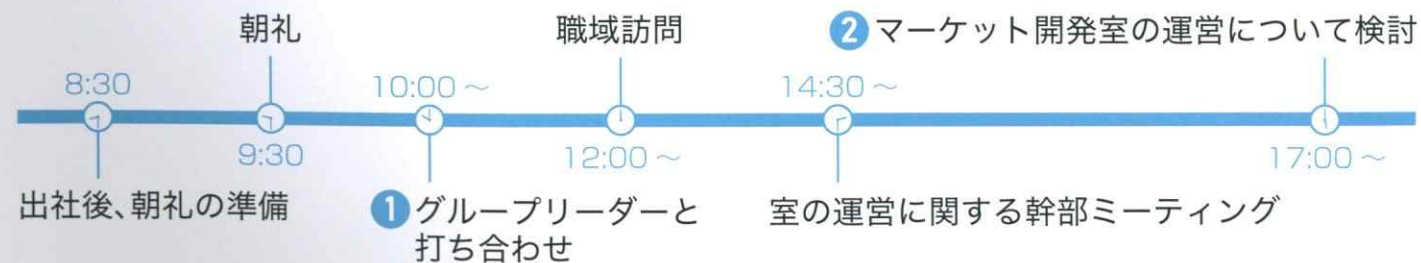 8:30
出社後、朝礼の準備
朝礼
9:30
10:00 〜
1 グループリーダーと
打ち合わせ
職域訪問
12:00 〜
14:30 〜
室の運営に関する幹部ミーティング
2 マーケット開発室の運営について検討
17:00 〜